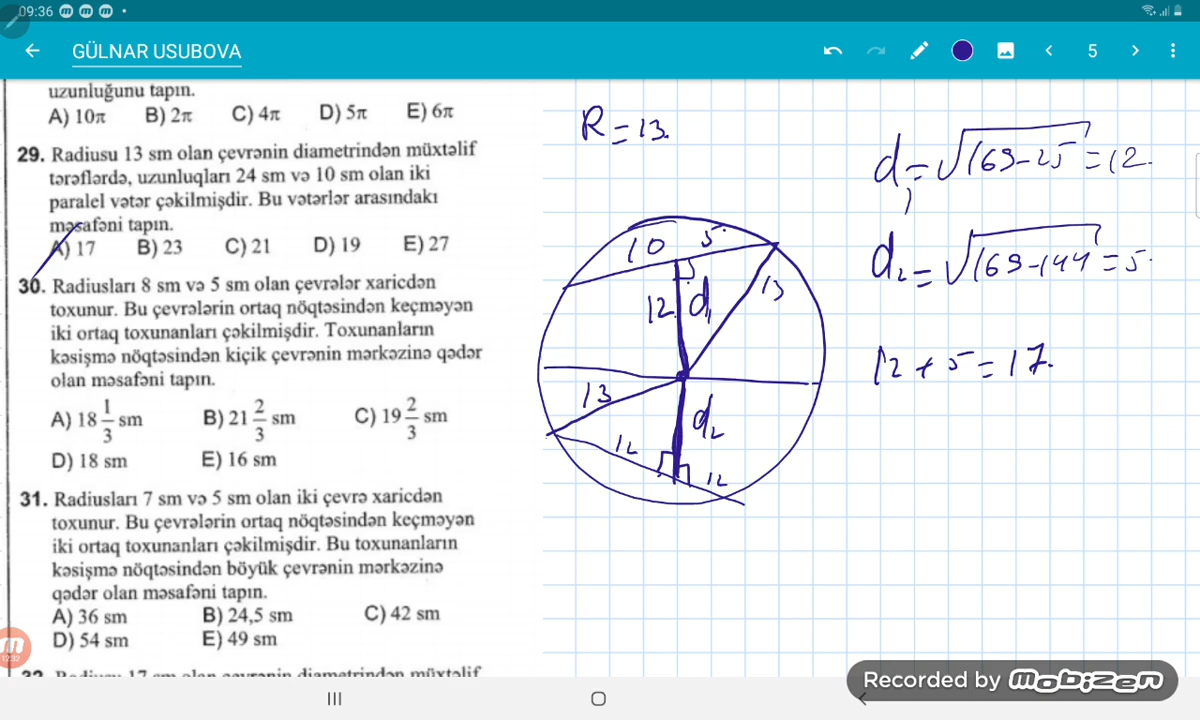 09:36
GÜLNAR USUBOVA
5
uzunluğunu tapın.
A) 10π B) 2π C) 4π D) 5π E) 6π
29. Radiusu 13 sm olan çevrənin diametrindən müxtəlif
tərəflərdə, uzunluqları 24 sm və 10 sm olan iki
paralel vətər çəkilmişdir. Bu vətərlər arasındakı
məsafəni tapın.
A) 17 B) 23 C) 21 D) 19 E) 27
30. Radiusları 8 sm və 5 sm olan çevrələr xaricdən
toxunur. Bu çevrələrin ortaq nöqtəsindən keçməyən
iki ortaq toxunanları çəkilmişdir. Toxunanların
kəsişmə nöqtəsindən kiçik çevrənin mərkəzinə qədər
olan məsafəni tapın.
A) 18 1/3 sm B) 21 2/3 sm C) 19 2/3 sm
D) 18 sm E) 16 sm
31. Radiusları 7 sm və 5 sm olan iki çevrə xaricdən
toxunur. Bu çevrələrin ortaq nöqtəsindən keçməyən
iki ortaq toxunanları çəkilmişdir. Bu toxunanların
kəsişmə nöqtəsindən böyük çevrənin mərkəzinə
qədər olan məsafəni tapın.
A) 36 sm B) 24,5 sm C) 42 sm
D) 54 sm E) 49 sm
R=13.
10 5
12 d₁ 13
13 d₂
12 12
d₁=√169-25=12.
d₂=√169-144=5.
12+5=17.
Recorded by mobizen